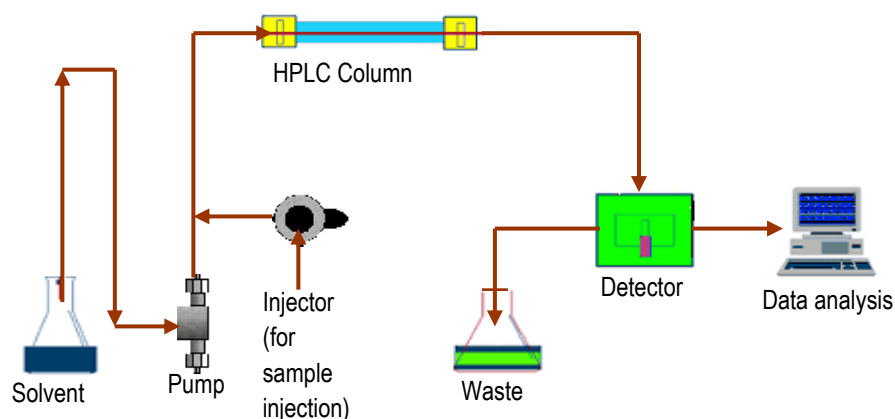 HPLC Column
Solvent
Pump
Injector
(for
sample
injection)
Detector
Waste
Data analysis